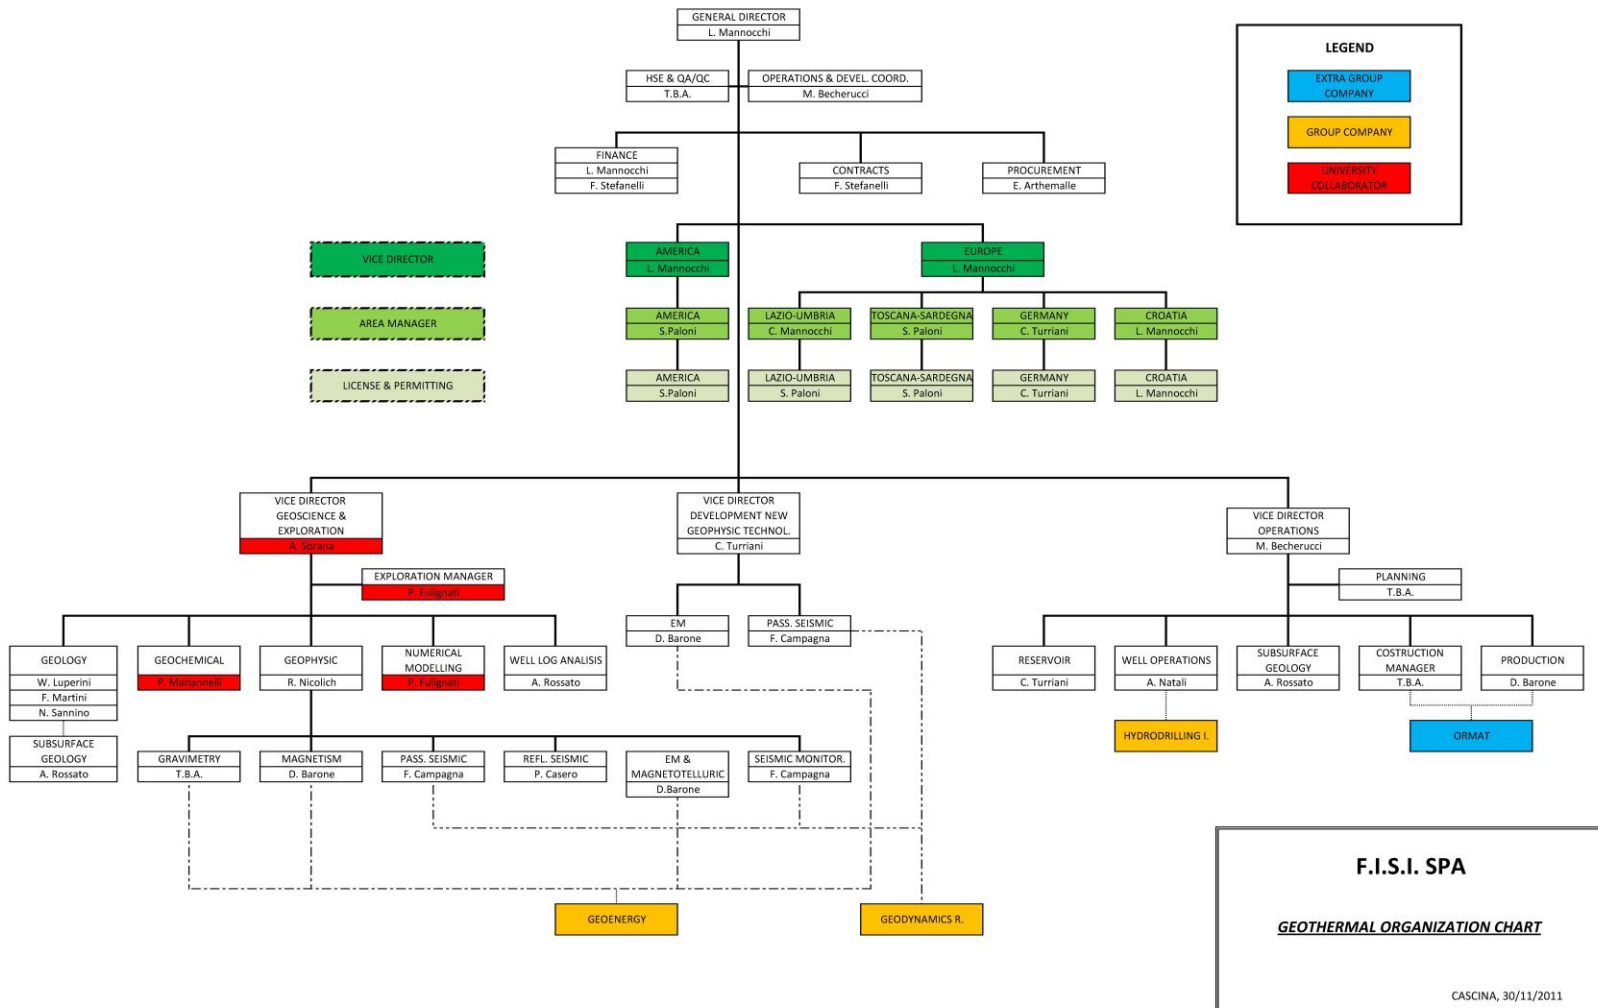 GENERAL DIRECTOR
L. Mannocchi
HSE & QA/QC
T.B.A.
OPERATIONS & DEVEL. COORD.
M. Becherucci
LEGEND
EXTRA GROUP
COMPANY
GROUP COMPANY
UNIVERSITY
COLLABORATOR
FINANCE
L. Mannocchi
F. Stefanelli
CONTRACTS
F. Stefanelli
PROCUREMENT
E. Arthemalle
VICE DIRECTOR
AMERICA
L. Mannocchi
EUROPE
L. Mannocchi
AREA MANAGER
AMERICA
S.Paloni
LAZIO-UMBRIA
C. Mannocchi
TOSCANA-SARDEGNA
S. Paloni
GERMANY
C. Turriani
CROATIA
L. Mannocchi
LICENSE & PERMITTING
AMERICA
S.Paloni
LAZIO-UMBRIA
S. Paloni
TOSCANA-SARDEGNA
S. Paloni
GERMANY
C. Turriani
CROATIA
L. Mannocchi
VICE DIRECTOR
GEOSCIENCE &
EXPLORATION
A. Sbrana
VICE DIRECTOR
DEVELOPMENT NEW
GEOPHYSIC TECHNOL.
C. Turriani
VICE DIRECTOR
OPERATIONS
M. Becherucci
EXPLORATION MANAGER
P. Fulignati
PLANNING
T.B.A.
EM
D. Barone
PASS. SEISMIC
F. Campagna
GEOLOGY
W. Luperini
F. Martini
N. Sannino
GEOCHEMICAL
P. Mariannelli
GEOPHYSIC
R. Nicolich
NUMERICAL
MODELLING
P. Fulignati
WELL LOG ANALISIS
A. Rossato
RESERVOIR
C. Turriani
WELL OPERATIONS
A. Natali
SUBSURFACE
GEOLOGY
A. Rossato
COSTRUCTION
MANAGER
T.B.A.
PRODUCTION
D. Barone
HYDRODRILLING I.
ORMAT
SUBSURFACE
GEOLOGY
A. Rossato
GRAVIMETRY
T.B.A.
MAGNETISM
D. Barone
PASS. SEISMIC
F. Campagna
REFL. SEISMIC
P. Casero
EM &
MAGNETOTELLURIC
D.Barone
SEISMIC MONITOR.
F. Campagna
GEOENERGY
GEODYNAMICS R.
F.I.S.I. SPA
GEOTHERMAL ORGANIZATION CHART
CASCINA, 30/11/2011